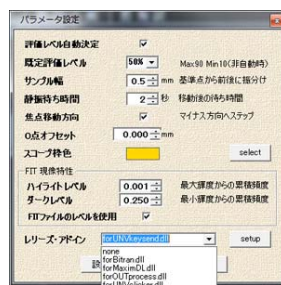 パラメータ設定
評価レベル自動決定
既定評価レベル 50% Max90 Min10(非自動時)
サンプル幅 0.5 mm 基準点から前後に振分け
静振待ち時間 2 秒 移動後の待ち時間
焦点移動方向 マイナス方向へステップ
0点オフセット 0.000 mm
スコープ枠色 select
FIT 現像特性
ハイライトレベル 0.001 最大輝度からの累積頻度
ダークレベル 0.250 最小輝度からの累積頻度
FITファイルのレベルを使用
レリーズ・アドイン forUNVkeysend.dll setup
none
forBitran.dll
forMaximDL.dll
forOUTprocess.dll
forUNVclicker.dll